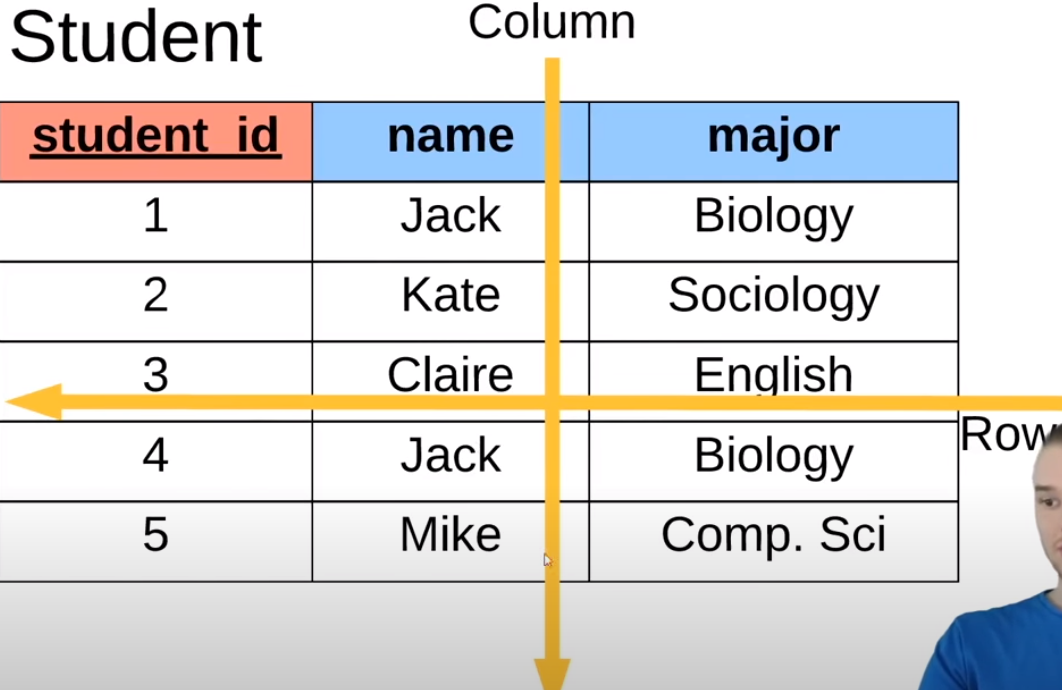 Student
Column
student_id name major
1 Jack Biology
2 Kate Sociology
3 Claire English
Row
4 Jack Biology
5 Mike Comp. Sci